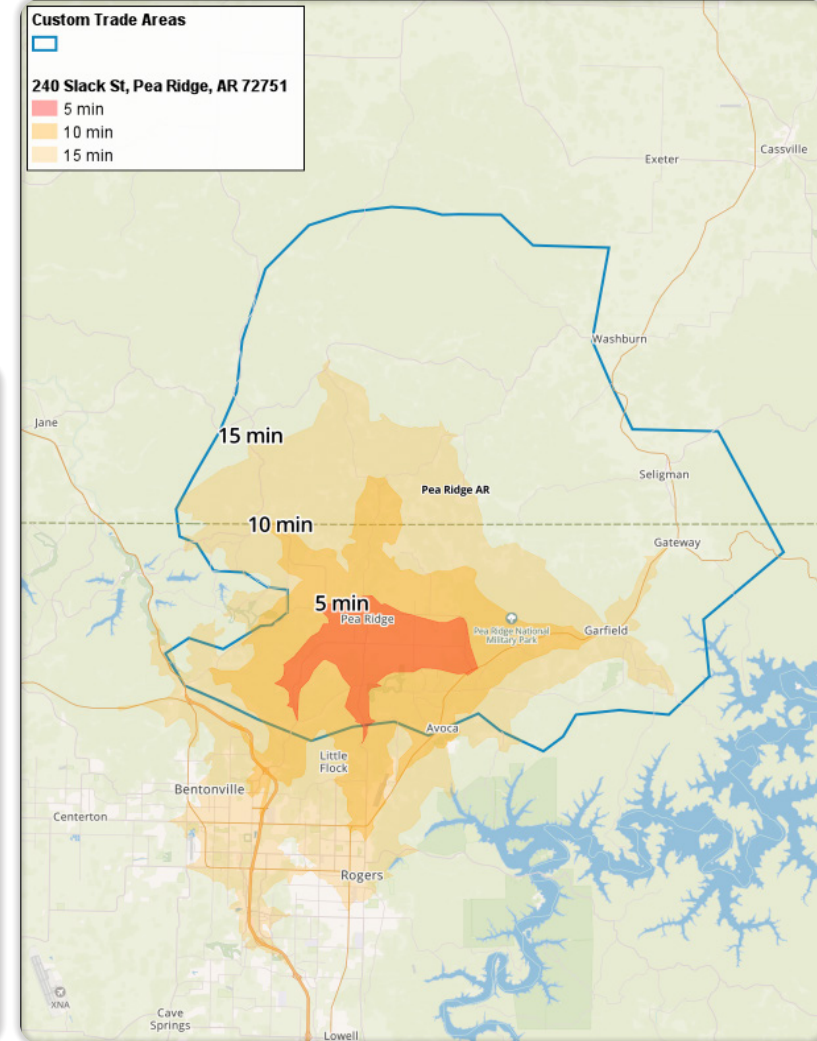 Custom Trade Areas
240 Slack St, Pea Ridge, AR 72751
5 min
10 min
15 min
Cassville
Exeter
Washburn
Jane
15 min
Seligman
Pea Ridge AR
10 min
Gateway
5 min
Pea Ridge
Pea Ridge National
Military Park
Garfield
Avoca
Little
Flock
Bentonville
Centerton
Rogers
XNA
Cave
Springs
Lowell